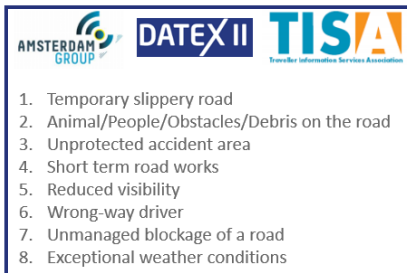 AMSTERDAM
GROUP
DATEX II
TISA
Traveller Information Services Association
1. Temporary slippery road
2. Animal/People/Obstacles/Debris on the road
3. Unprotected accident area
4. Short term road works
5. Reduced visibility
6. Wrong-way driver
7. Unmanaged blockage of a road
8. Exceptional weather conditions